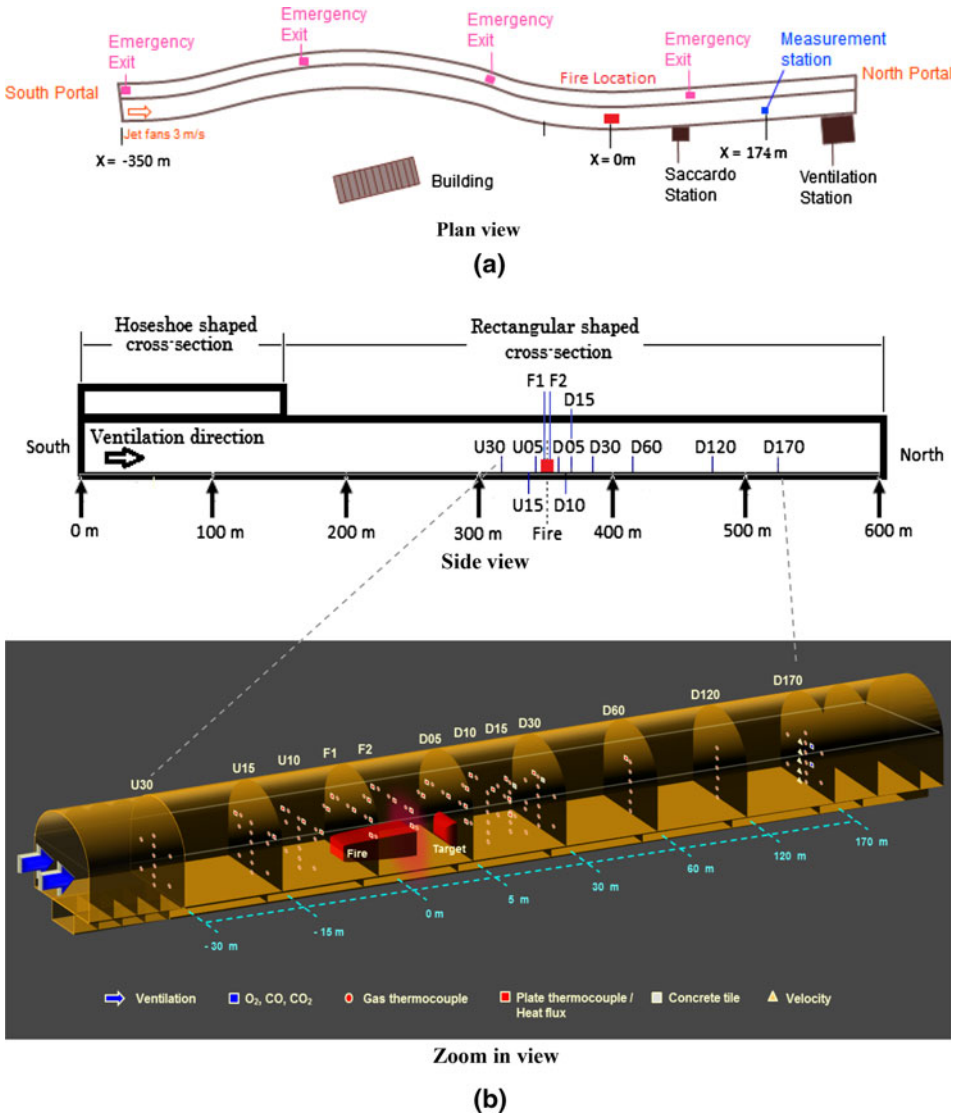 (a)
Emergency
Exit
Emergency
Exit
Emergency
Exit
Emergency
Exit
Measurement
station
South Portal
Fire Location
North Portal
Jet fans 3 m/s
X = -350 m
X = 0m
X = 174 m
Building
Saccardo
Station
Ventilation
Station
Plan view
(a)
Hoseshoe shaped
cross-section
Rectangular shaped
cross-section
F1 F2
D15
South
Ventilation direction
U30 U05 D05 D30 D60 D120 D170
North
U15 D10
0 m 100 m 200 m 300 m Fire 400 m 500 m 600 m
Side view
U30 U15 U10 F1 F2 D05 D10 D15 D30 D60 D120 D170
Fire
Target
- 30 m
- 15 m
0 m
5 m
30 m
60 m
120 m
170 m
Ventilation
O2, CO, CO2
Gas thermocouple
Plate thermocouple /
Heat flux
Concrete tile
Velocity
Zoom in view
(b)